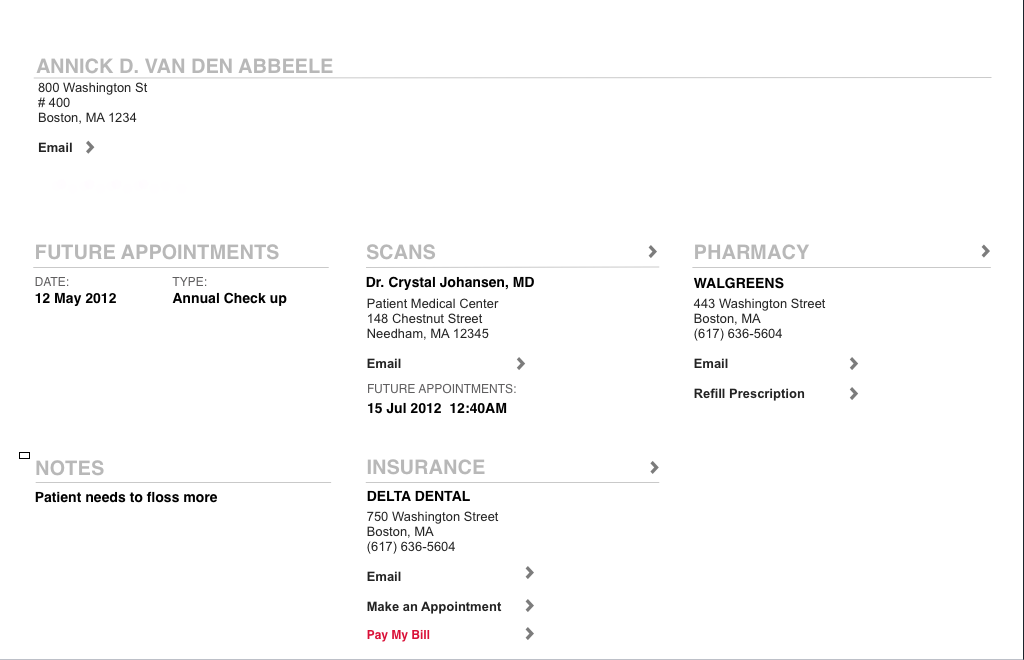 ANNICK D. VAN DEN ABBEELE
800 Washington St
# 400
Boston, MA 1234
Email
FUTURE APPOINTMENTS
DATE: TYPE:
12 May 2012 Annual Check up
SCANS
Dr. Crystal Johansen, MD
Patient Medical Center
148 Chestnut Street
Needham, MA 12345
Email
FUTURE APPOINTMENTS:
15 Jul 2012 12:40AM
PHARMACY
WALGREENS
443 Washington Street
Boston, MA
(617) 636-5604
Email
Refill Prescription
NOTES
Patient needs to floss more
INSURANCE
DELTA DENTAL
750 Washington Street
Boston, MA
(617) 636-5604
Email
Make an Appointment
Pay My Bill